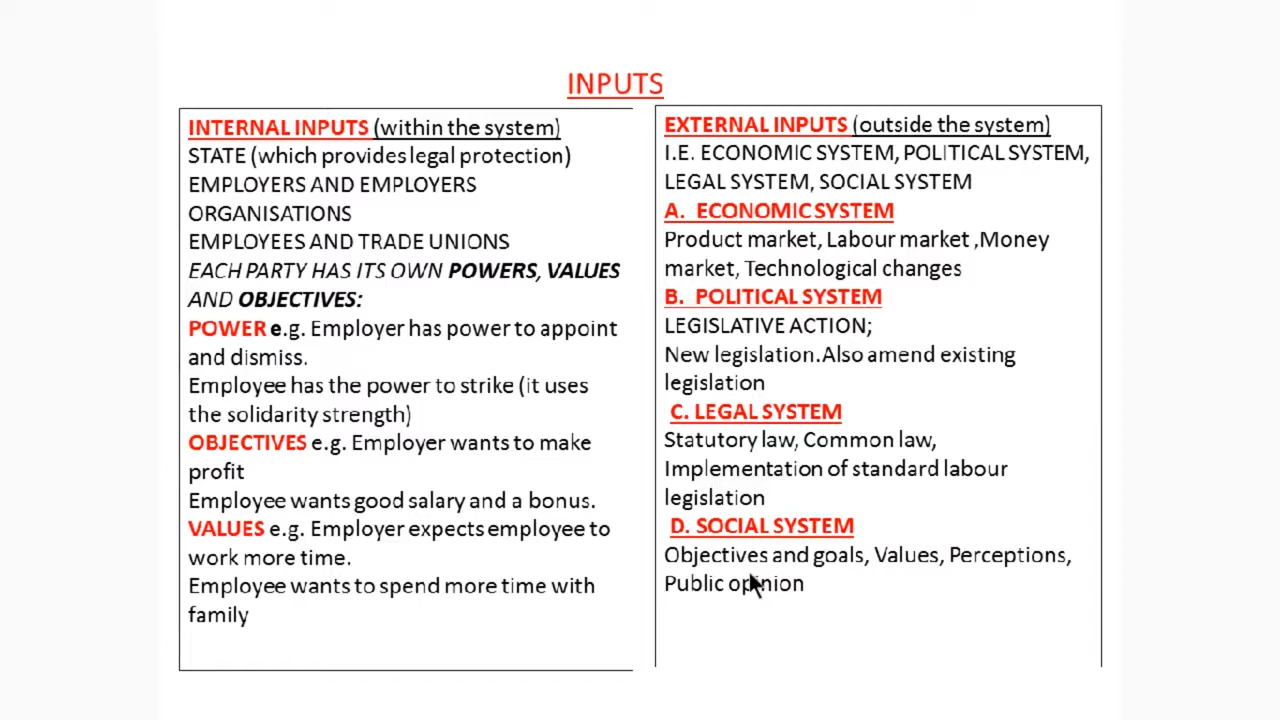 INPUTS
INTERNAL INPUTS (within the system)
STATE (which provides legal protection)
EMPLOYERS AND EMPLOYERS
ORGANISATIONS
EMPLOYEES AND TRADE UNIONS
EACH PARTY HAS ITS OWN POWERS, VALUES
AND OBJECTIVES:
POWER e.g. Employer has power to appoint
and dismiss.
Employee has the power to strike (it uses
the solidarity strength)
OBJECTIVES e.g. Employer wants to make
profit
Employee wants good salary and a bonus.
VALUES e.g. Employer expects employee to
work more time.
Employee wants to spend more time with
family
EXTERNAL INPUTS (outside the system)
I.E. ECONOMIC SYSTEM, POLITICAL SYSTEM,
LEGAL SYSTEM, SOCIAL SYSTEM
A. ECONOMIC SYSTEM
Product market, Labour market ,Money
market, Technological changes
B. POLITICAL SYSTEM
LEGISLATIVE ACTION;
New legislation.Also amend existing
legislation
C. LEGAL SYSTEM
Statutory law, Common law,
Implementation of standard labour
legislation
D. SOCIAL SYSTEM
Objectives and goals, Values, Perceptions,
Public opinion